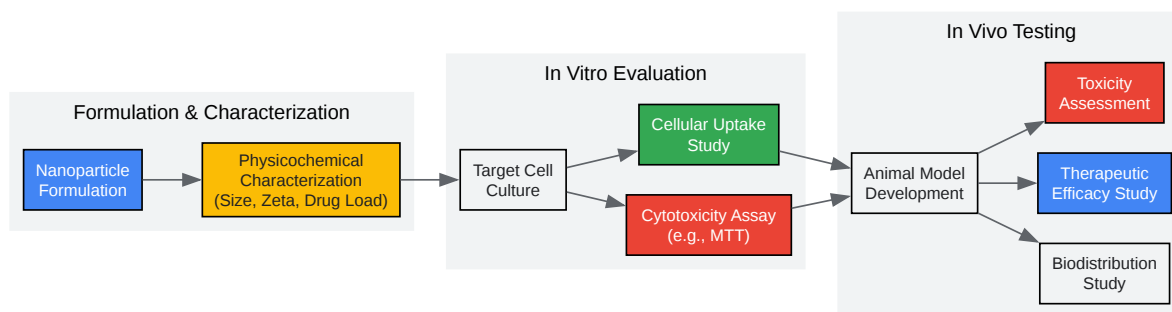 Formulation & Characterization
Nanoparticle
Formulation
Physicochemical
Characterization
(Size, Zeta, Drug Load)
In Vitro Evaluation
Target Cell
Culture
Cellular Uptake
Study
Cytotoxicity Assay
(e.g., MTT)
In Vivo Testing
Animal Model
Development
Toxicity
Assessment
Therapeutic
Efficacy Study
Biodistribution
Study